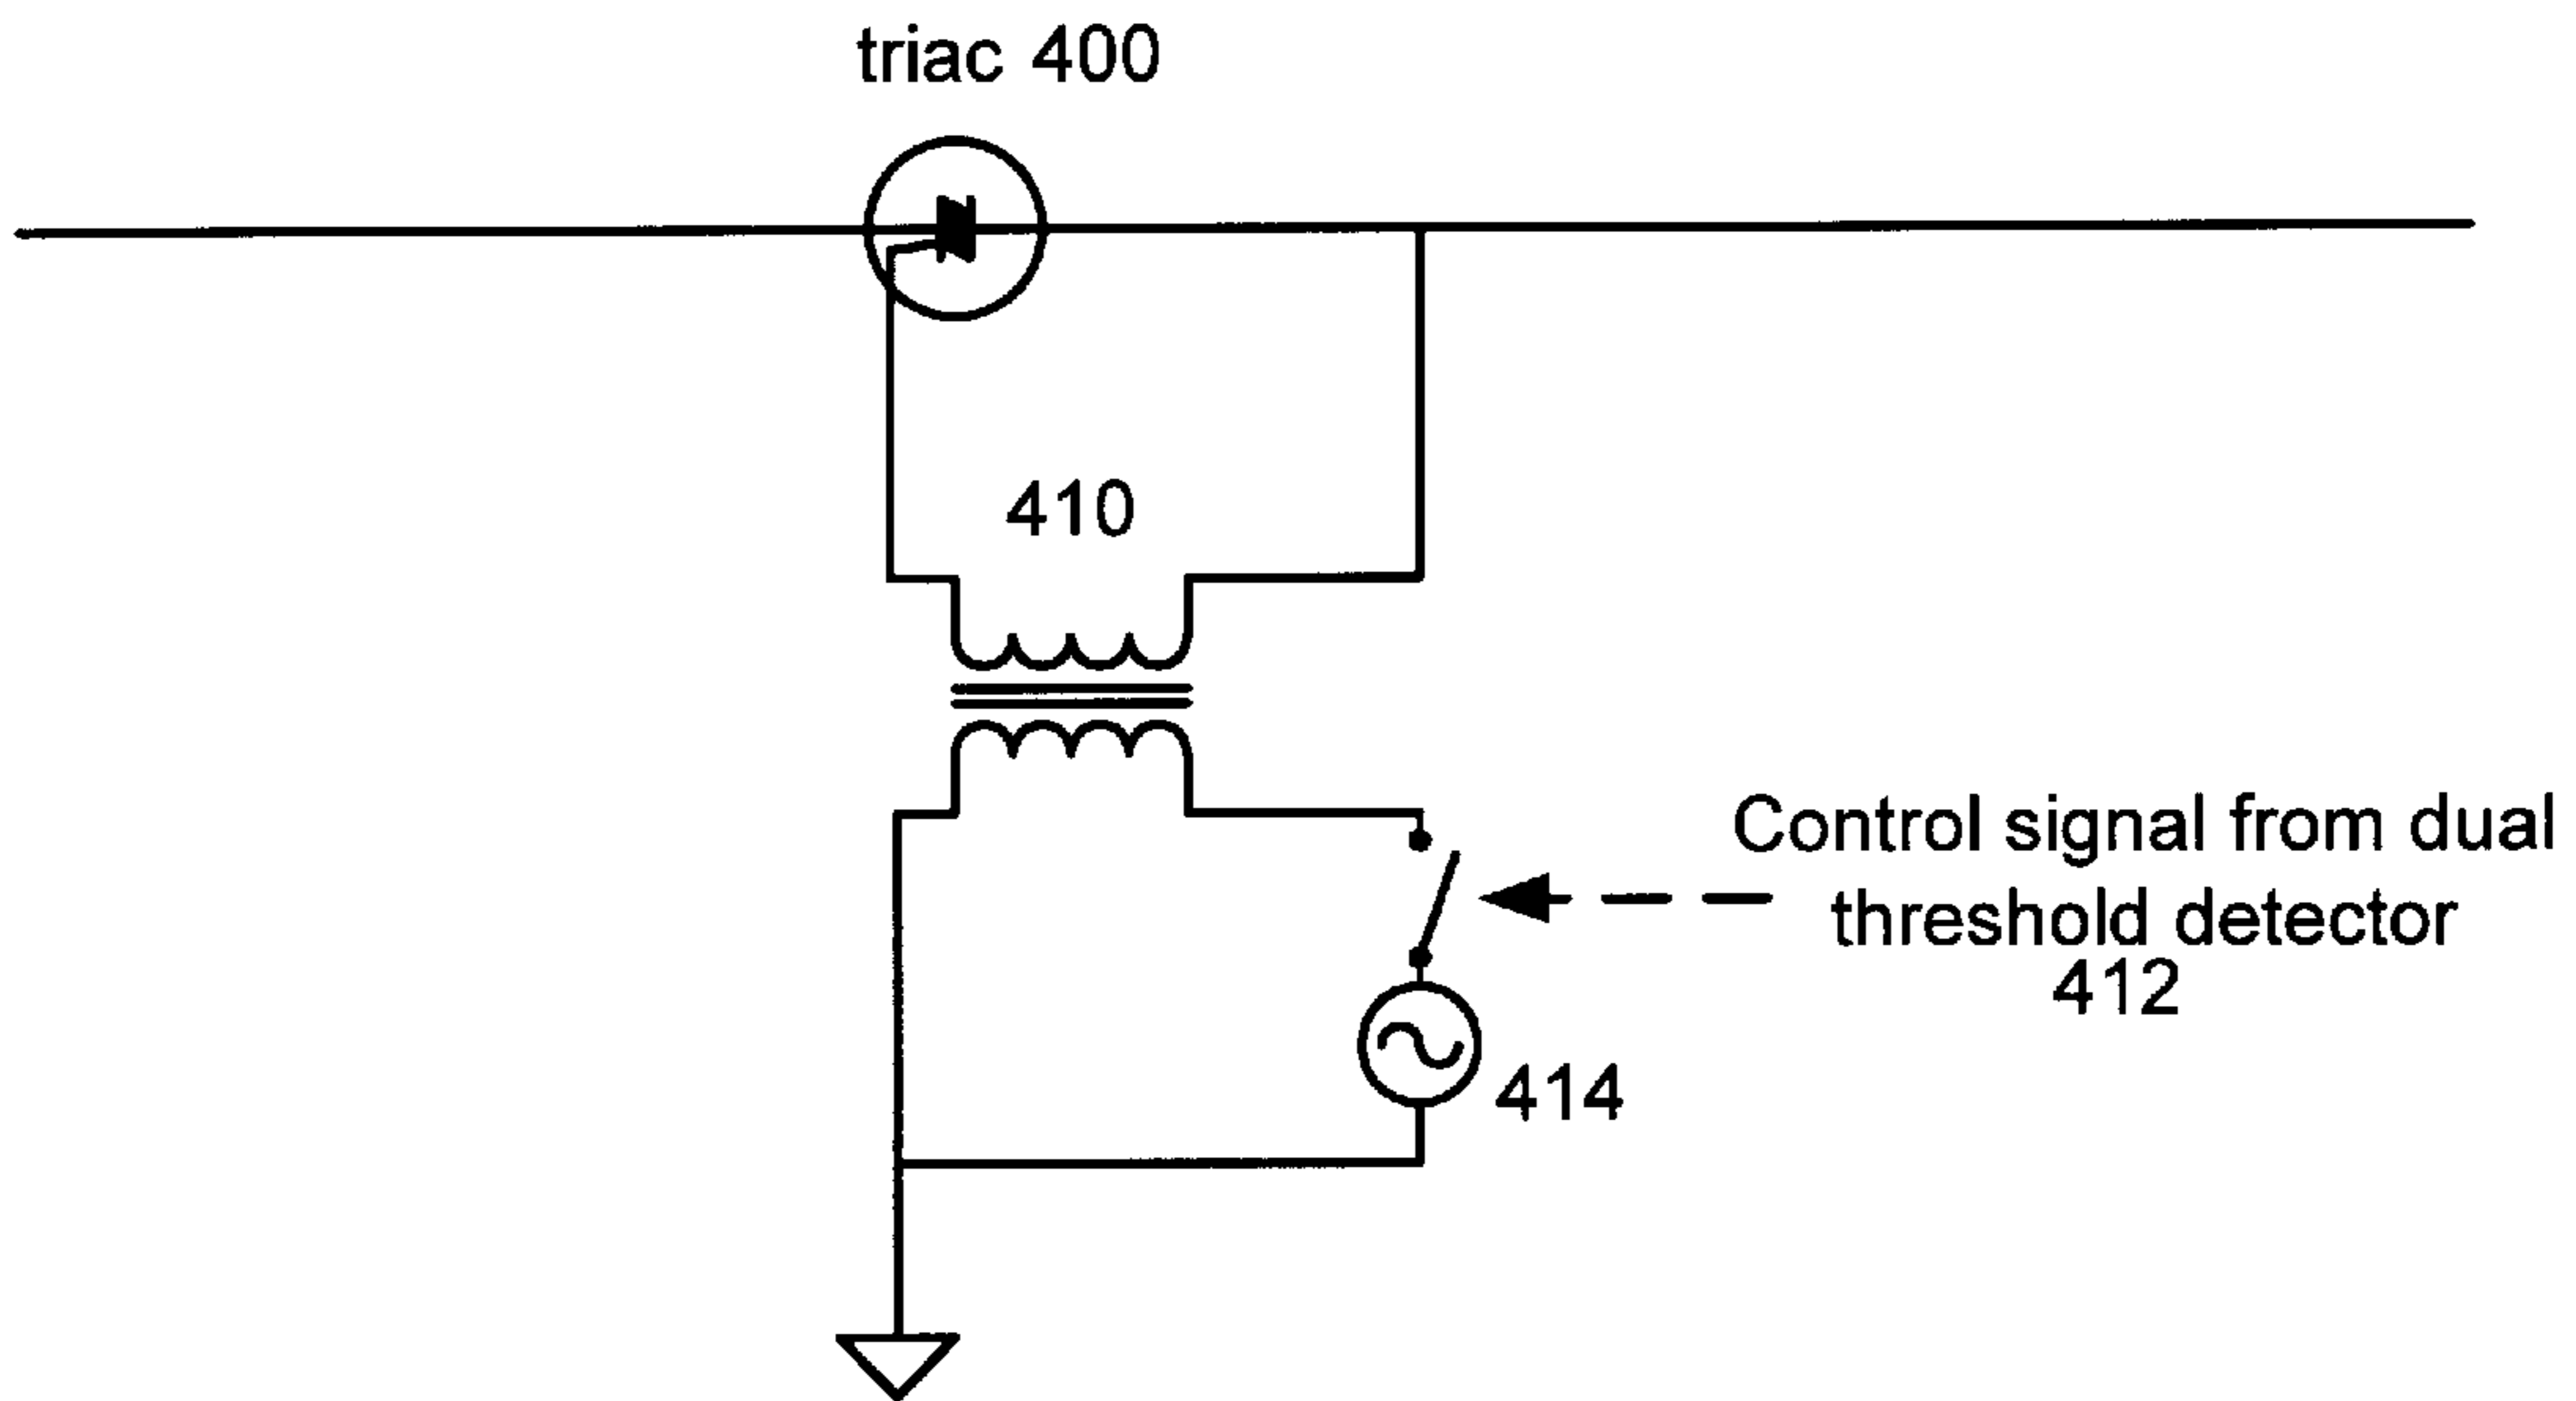 triac 400
410
Control signal from dual
threshold detector
412
414